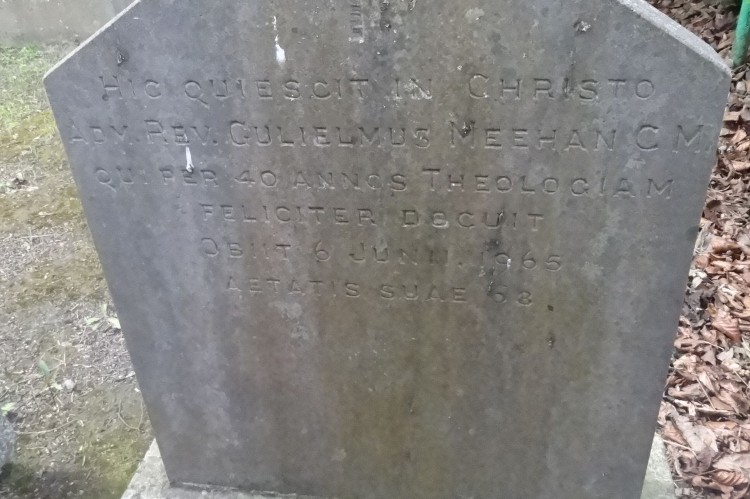 HIC QUIESCIT IN CHRISTO
ADM. REV. GULIELMUS MEEHAN C M
QUI PER 40 ANNOS THEOLOGIAM
FELICITER DOCUIT
OBIIT 6 JUNII 1965
AETATIS SUAE